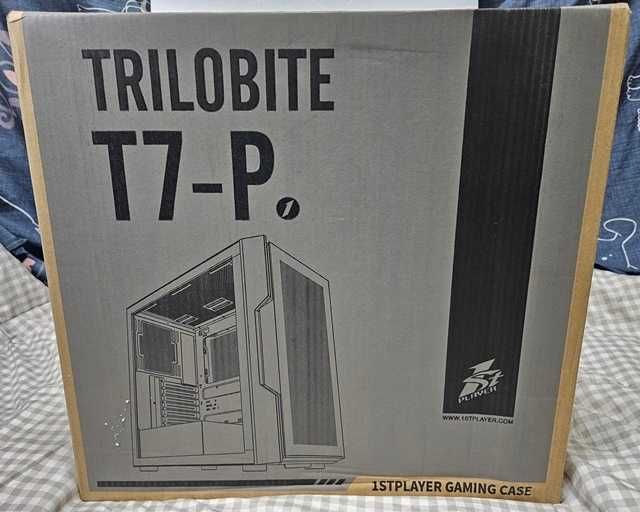 TRILOBITE
T7-P.
1st
PLAYER
WWW.1STPLAYER.COM
1STPLAYER GAMING CASE